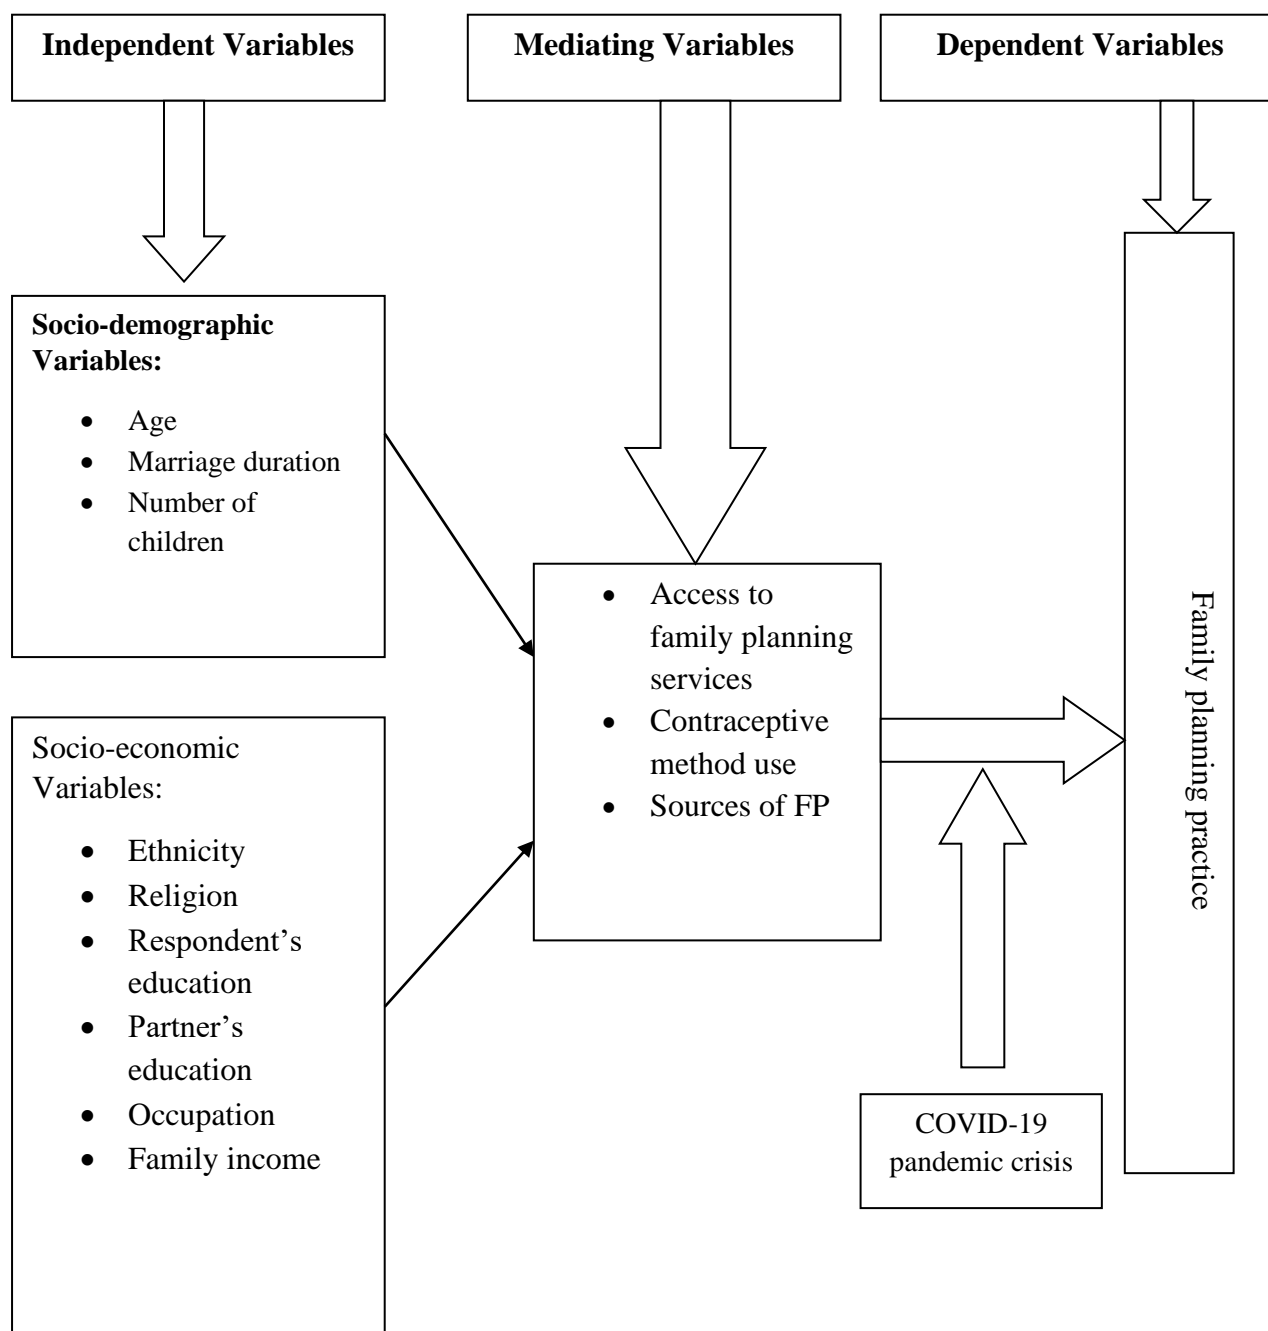 Independent Variables
Mediating Variables
Dependent Variables
Socio-demographic
Variables:
• Age
• Marriage duration
• Number of
children
Socio-economic
Variables:
• Ethnicity
• Religion
• Respondent’s
education
• Partner’s
education
• Occupation
• Family income
• Access to
family planning
services
• Contraceptive
method use
• Sources of FP
COVID-19
pandemic crisis
Family planning practice